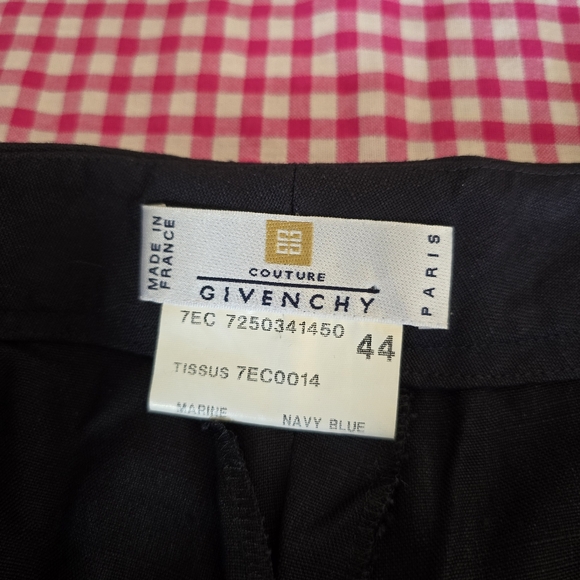 MADE IN
FRANCE
COUTURE
GIVENCHY
PARIS
7EC 7250341450
44
TISSUS 7EC0014
MARINE NAVY BLUE